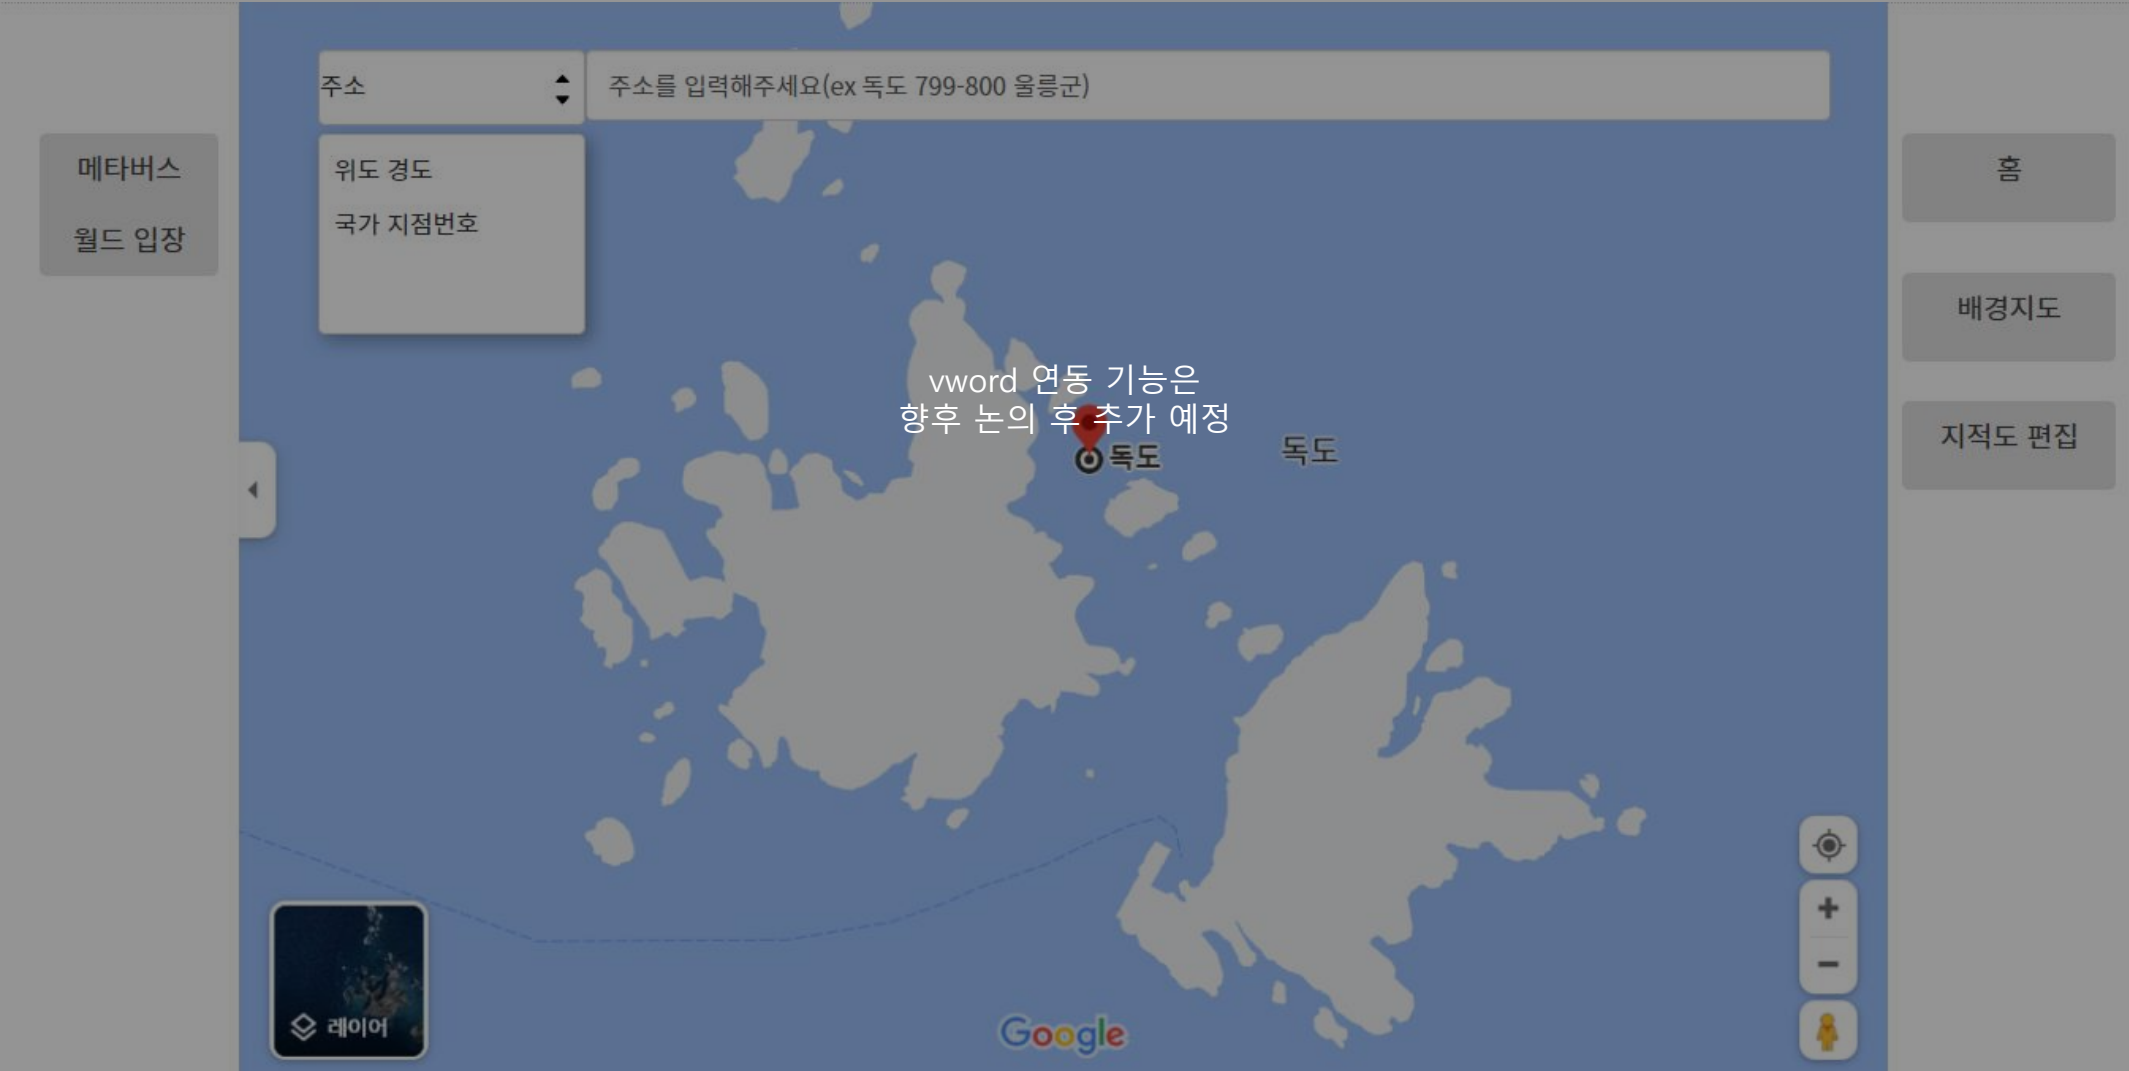 주소
주소를 입력해주세요(ex 독도 799-800 울릉군)
위도 경도
국가 지점번호
메타버스
월드 입장
홈
배경지도
지적도 편집
vword 연동 기능은
향후 논의 후 추가 예정
독도
독도
레이어
Google